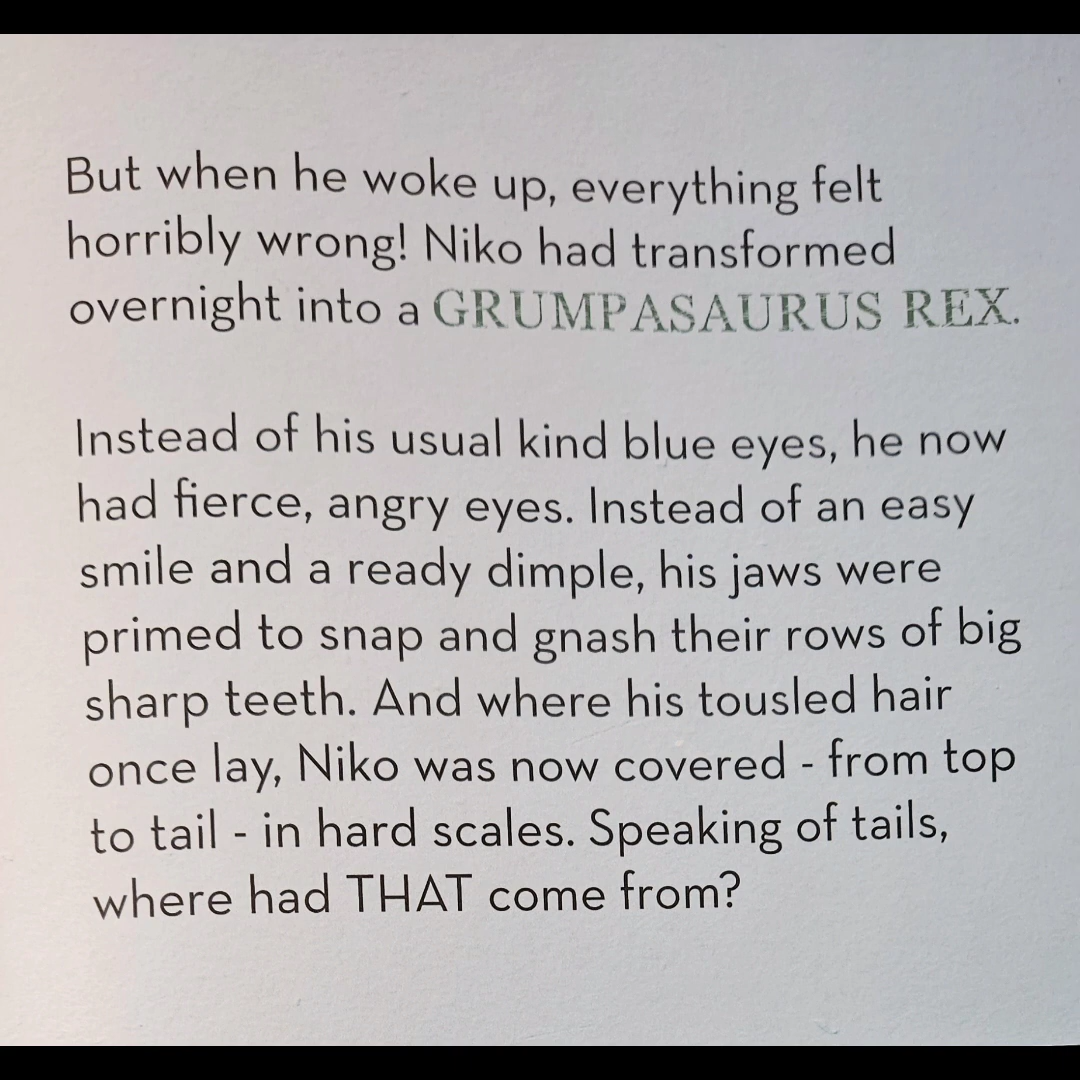 But when he woke up, everything felt
horribly wrong! Niko had transformed
overnight into a GRUMPASAURUS REX.
Instead of his usual kind blue eyes, he now
had fierce, angry eyes. Instead of an easy
smile and a ready dimple, his jaws were
primed to snap and gnash their rows of big
sharp teeth. And where his tousled hair
once lay, Niko was now covered - from top
to tail - in hard scales. Speaking of tails,
where had THAT come from?